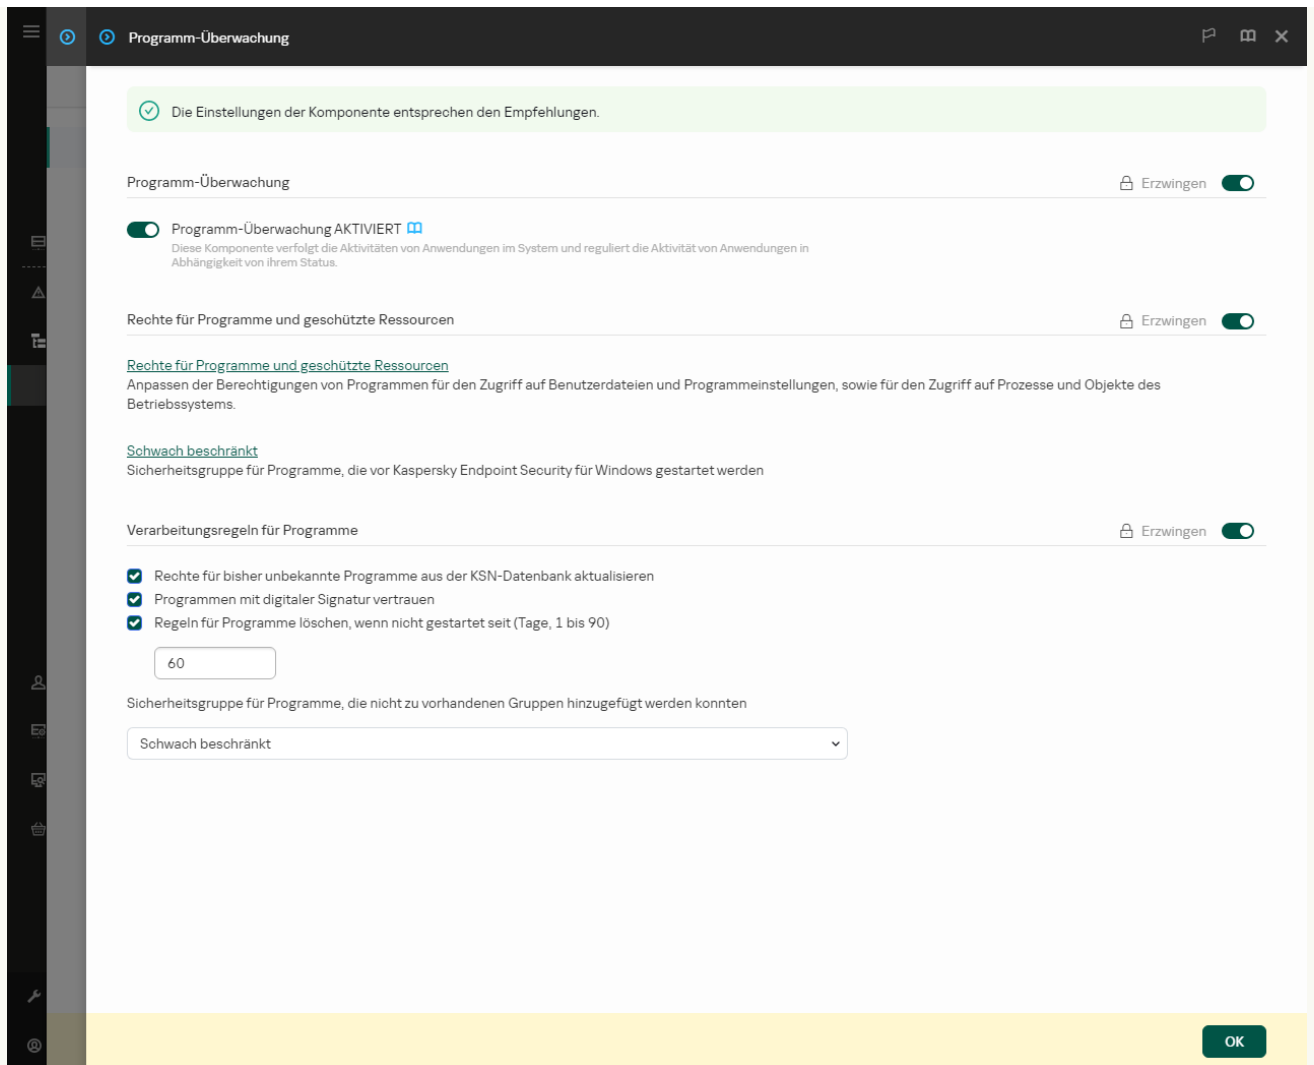 Programm-Überwachung
Die Einstellungen der Komponente entsprechen den Empfehlungen.
Programm-Überwachung
Erzwingen
Programm-Überwachung AKTIVIERT
Diese Komponente verfolgt die Aktivitäten von Anwendungen im System und reguliert die Aktivität von Anwendungen in
Abhängigkeit von ihrem Status.
Rechte für Programme und geschützte Ressourcen
Erzwingen
Rechte für Programme und geschützte Ressourcen
Anpassen der Berechtigungen von Programmen für den Zugriff auf Benutzerdateien und Programmeinstellungen, sowie für den Zugriff auf Prozesse und Objekte des
Betriebssystems.
Schwach beschränkt
Sicherheitsgruppe für Programme, die vor Kaspersky Endpoint Security für Windows gestartet werden
Verarbeitungsregeln für Programme
Erzwingen
Rechte für bisher unbekannte Programme aus der KSN-Datenbank aktualisieren
Programmen mit digitaler Signatur vertrauen
Regeln für Programme löschen, wenn nicht gestartet seit (Tage, 1 bis 90)
60
Sicherheitsgruppe für Programme, die nicht zu vorhandenen Gruppen hinzugefügt werden konnten
Schwach beschränkt
OK